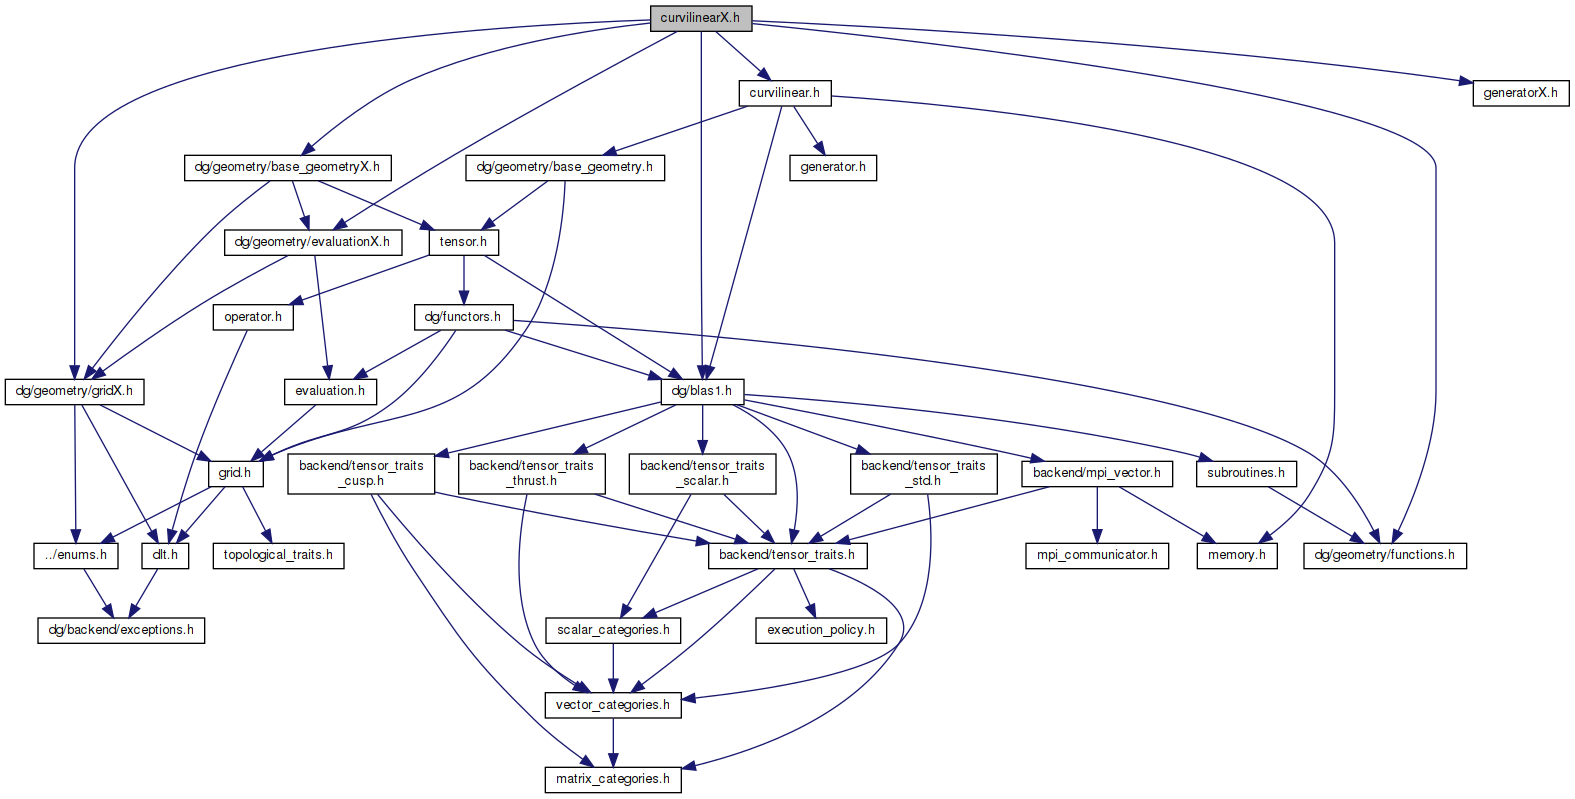 curvilinearX.h
curvilinear.h
generatorX.h
dg/geometry/base_geometryX.h
dg/geometry/base_geometry.h
generator.h
dg/geometry/evaluationX.h
tensor.h
operator.h
dg/functors.h
dg/geometry/gridX.h
evaluation.h
dg/blas1.h
grid.h
backend/tensor_traits
_cusp.h
backend/tensor_traits
_thrust.h
backend/tensor_traits
_scalar.h
backend/tensor_traits
_std.h
backend/mpi_vector.h
subroutines.h
../enums.h
dlt.h
topological_traits.h
backend/tensor_traits.h
mpi_communicator.h
memory.h
dg/geometry/functions.h
dg/backend/exceptions.h
scalar_categories.h
execution_policy.h
vector_categories.h
matrix_categories.h